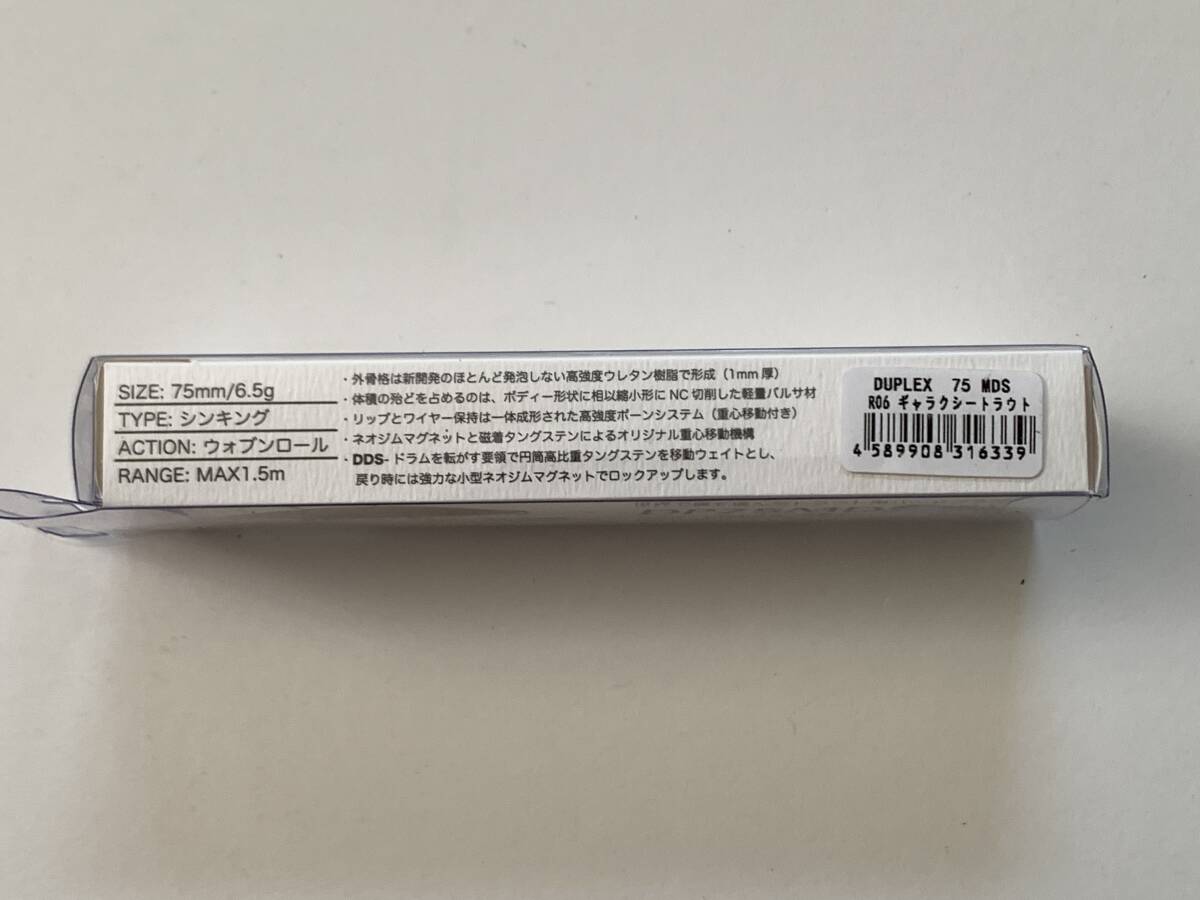 SIZE: 75mm/6.5g
TYPE: シンキング
ACTION: ウォブンロール
RANGE: MAX1.5m
・外骨格は新開発のほとんど発泡しない高強度ウレタン樹脂で形成（1mm 厚）
・体積の殆どを占めるのは、ボディー形状に相以縮小形に NC 切削した軽量バルサ材
・リップとワイヤー保持は一体成形された高強度ボーンシステム（重心移動付き）
・ネオジムマグネットと磁着タングステンによるオリジナル重心移動機構
・DDS- ドラムを転がす要領で円筒高比重タングステンを移動ウェイトとし、
戻り時には強力な小型ネオジムマグネットでロックアップします。
DUPLEX 75 MDS
R06 ギャラクシートラウト
4 589908 316339